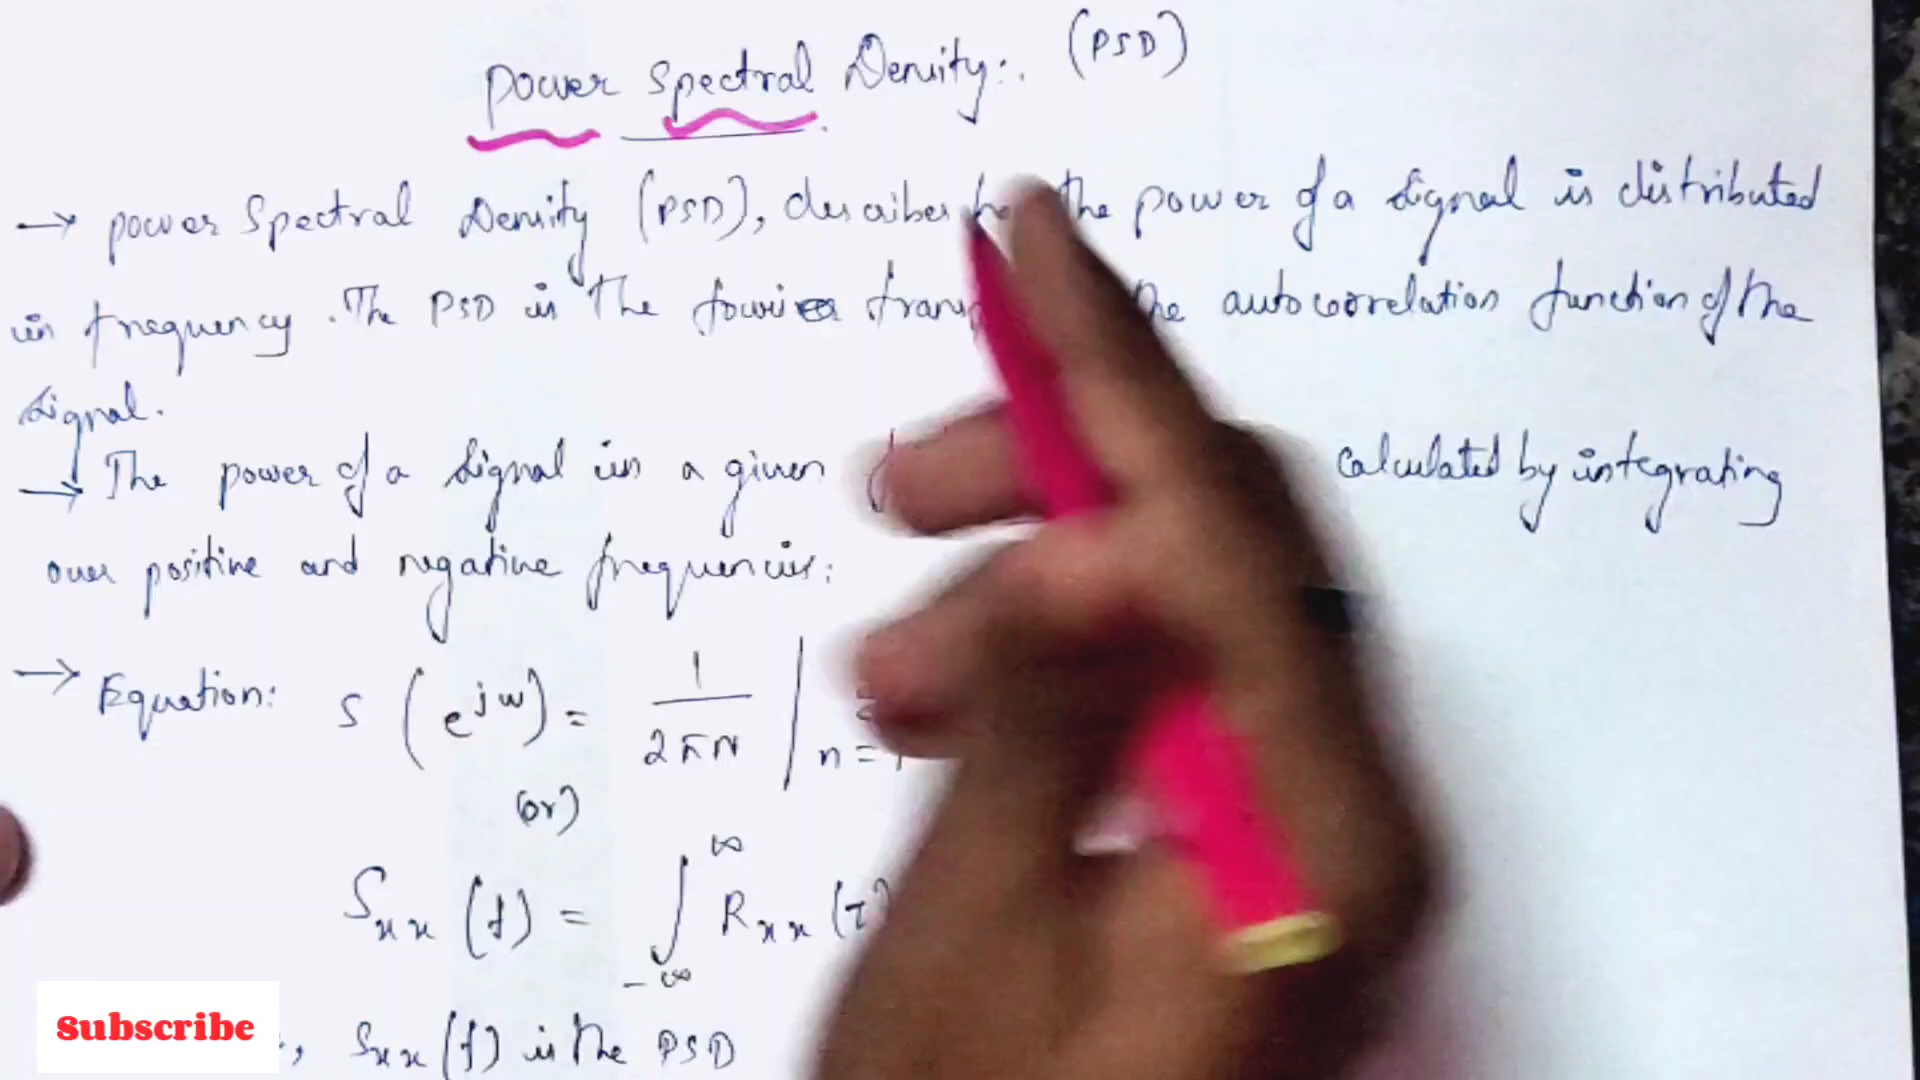 Power Spectral Density:. (PSD)
→ power Spectral Density (PSD), describes the power of a signal is distributed
in frequency. The PSD is the fourier the autocorrelation function of the
signal.
→ The power of a signal in a given calculated by integrating
over positive and negative frequencies:
→ Equation: S (e^jω) = 1/2πN | n=
(or)
Sxx (f) = ∫ ∞ -∞ Rxx (τ)
, Sxx (f) is the PSD
Subscribe